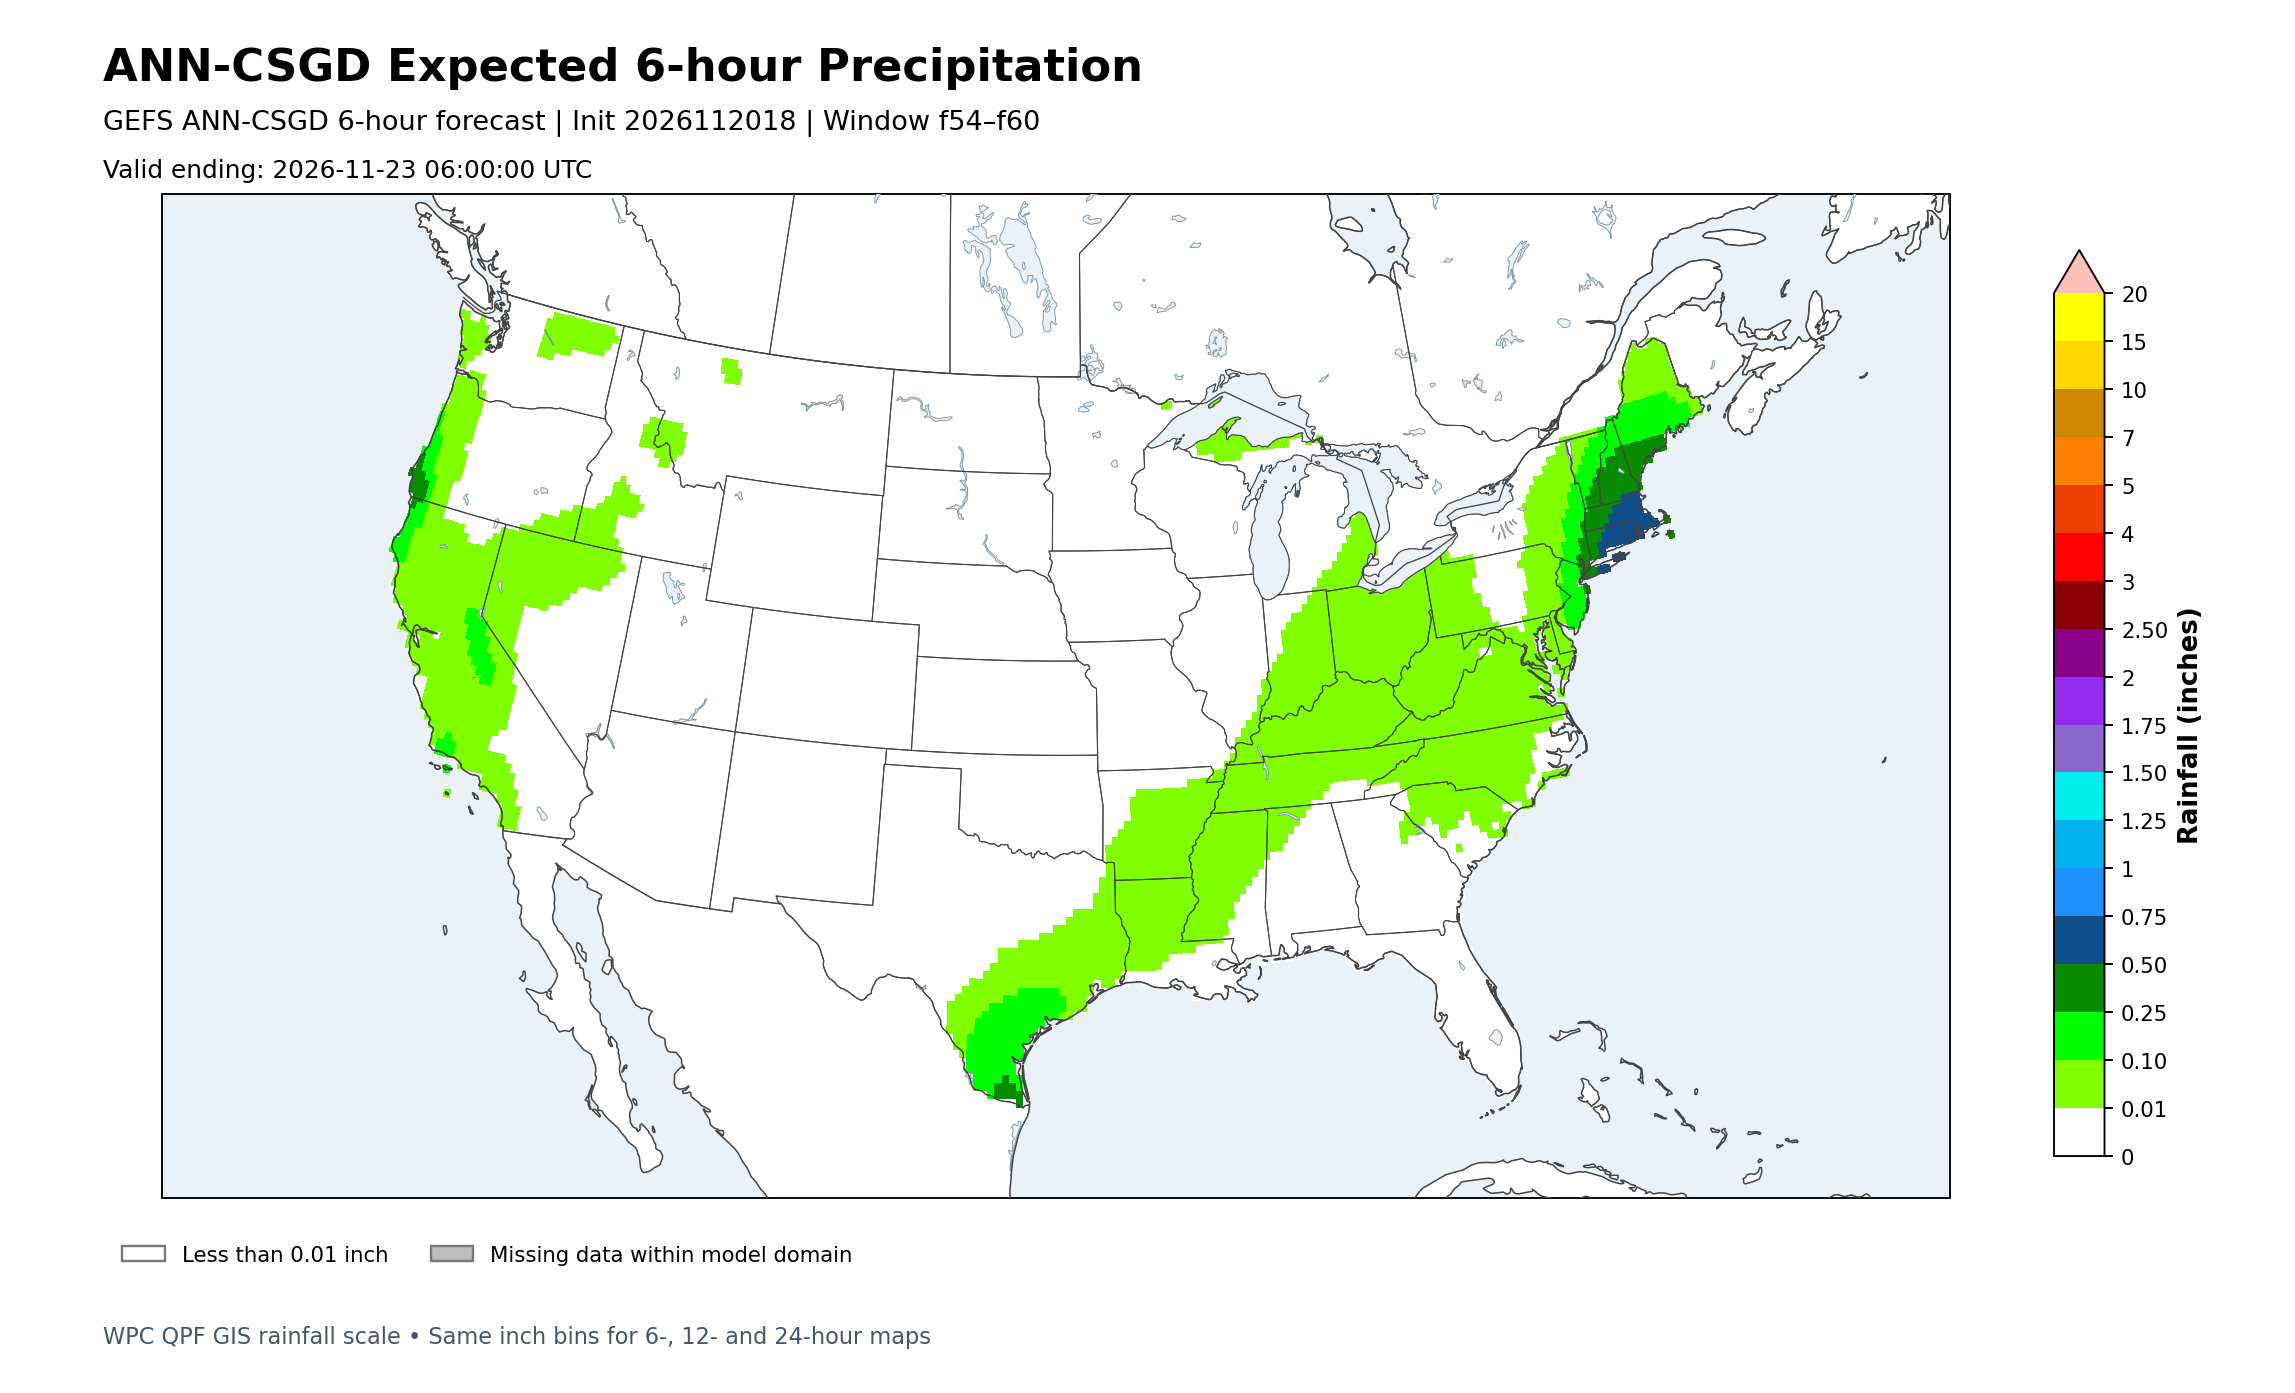 ANN-CSGD Expected 6-hour Precipitation
GEFS ANN-CSGD 6-hour forecast | Init 2026112018 | Window f54–f60
Valid ending: 2026-11-23 06:00:00 UTC
20
15
10
7
5
4
3
2.50
2
1.75
1.50
1.25
1
0.75
0.50
0.25
0.10
0.01
0
Rainfall (inches)
Less than 0.01 inch
Missing data within model domain
WPC QPF GIS rainfall scale • Same inch bins for 6-, 12- and 24-hour maps